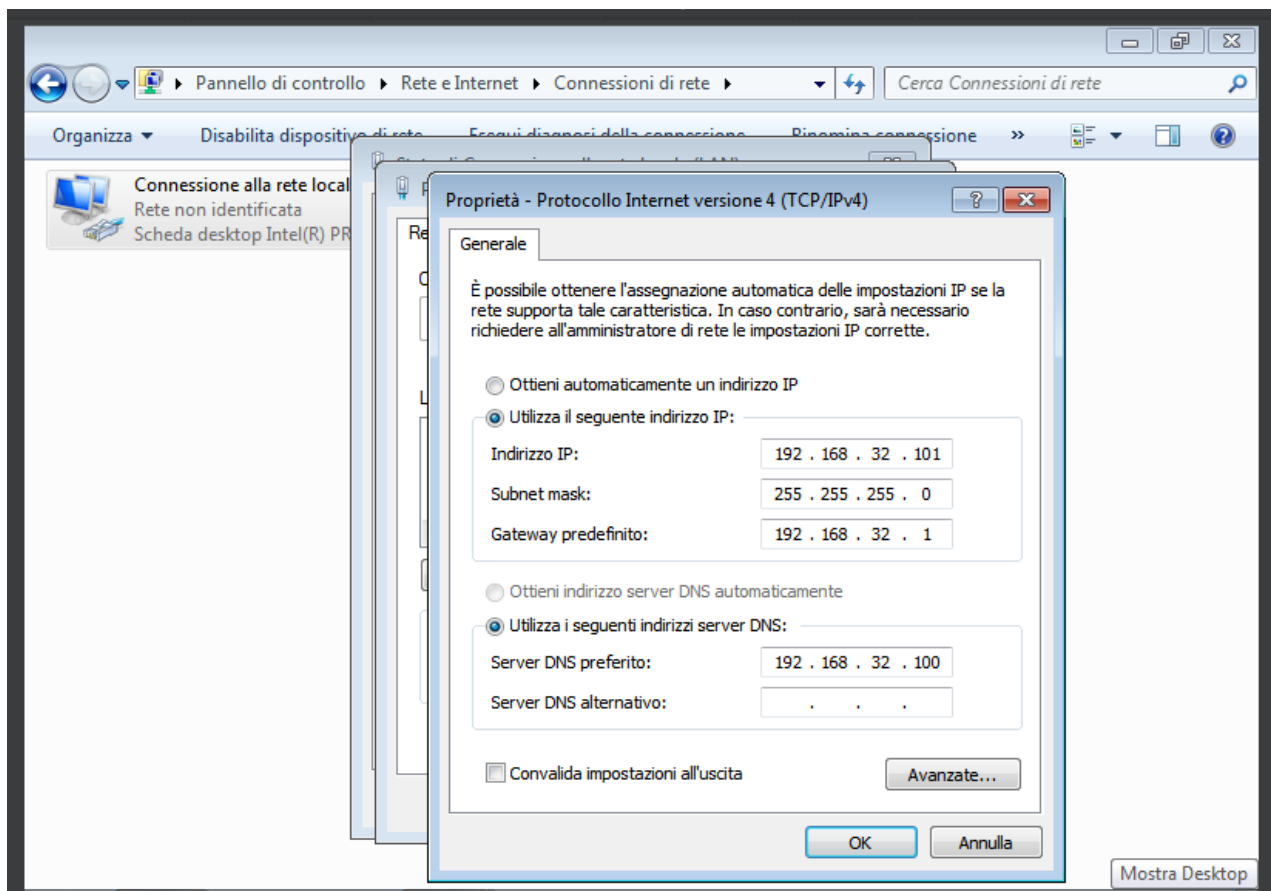 Pannello di controllo Rete e Internet Connessioni di rete Cerca Connessioni di rete
Organizza Disabilita dispositivo di rete Esegui diagnosi della connessione Rinomina connessione »
Connessione alla rete local
Rete non identificata
Scheda desktop Intel(R) PR
Proprietà - Protocollo Internet versione 4 (TCP/IPv4)
Generale
È possibile ottenere l'assegnazione automatica delle impostazioni IP se la
rete supporta tale caratteristica. In caso contrario, sarà necessario
richiedere all'amministratore di rete le impostazioni IP corrette.
Ottieni automaticamente un indirizzo IP
Utilizza il seguente indirizzo IP:
Indirizzo IP: 192 . 168 . 32 . 101
Subnet mask: 255 . 255 . 255 . 0
Gateway predefinito: 192 . 168 . 32 . 1
Ottieni indirizzo server DNS automaticamente
Utilizza i seguenti indirizzi server DNS:
Server DNS preferito: 192 . 168 . 32 . 100
Server DNS alternativo: . . .
Convalida impostazioni all'uscita
Avanzate...
OK Annulla
Mostra Desktop